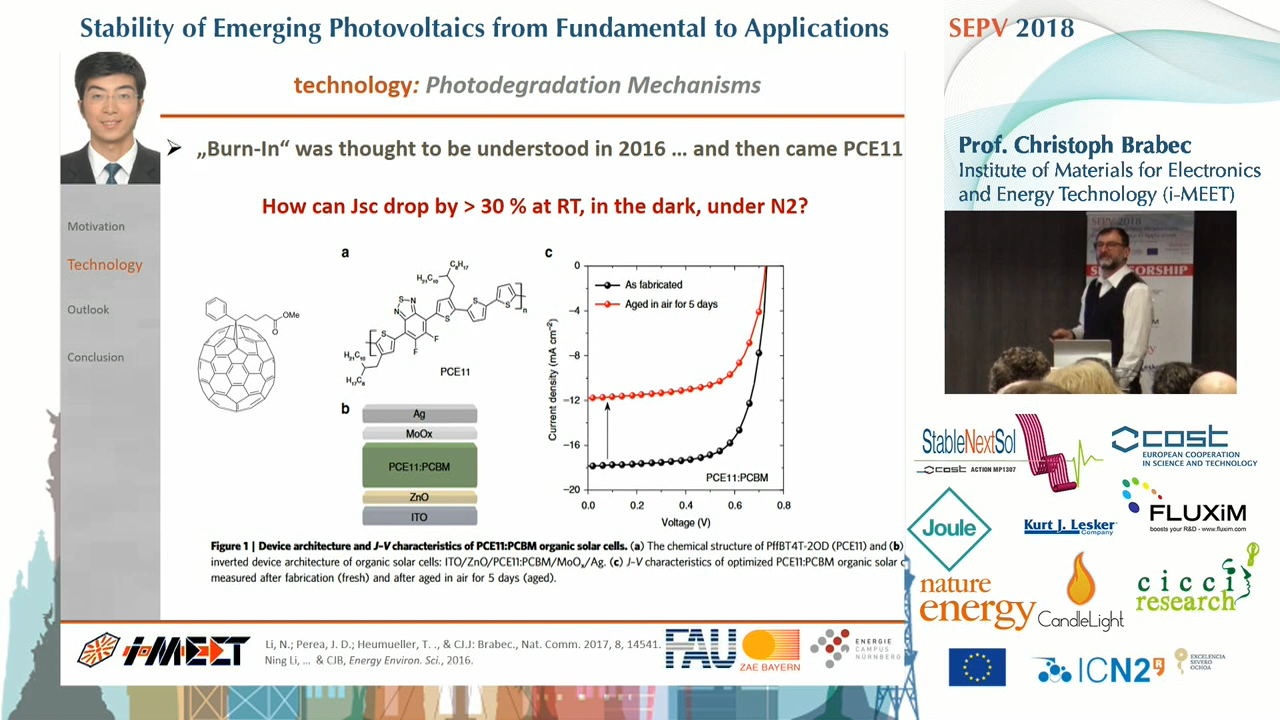 Stability of Emerging Photovoltaics from Fundamental to Applications
SEPV 2018
technology: Photodegradation Mechanisms
„Burn-In“ was thought to be understood in 2016 ... and then came PCE11
How can Jsc drop by > 30 % at RT, in the dark, under N2?
Motivation
Technology
Outlook
Conclusion
OMe
O
a
C8H17
H21C10
S
N
N
S
S
S
n
S
F
F
H21C10
H17C8
PCE11
b
Ag
MoOx
PCE11:PCBM
ZnO
ITO
c
As fabricated
Aged in air for 5 days
Current density (mA cm–2)
0
–4
–8
–12
–16
–20
PCE11:PCBM
0.0 0.2 0.4 0.6 0.8
Voltage (V)
Figure 1 | Device architecture and J–V characteristics of PCE11:PCBM organic solar cells. (a) The chemical structure of PffBT4T-2OD (PCE11) and (b)
inverted device architecture of organic solar cells: ITO/ZnO/PCE11:PCBM/MoOx/Ag. (c) J–V characteristics of optimized PCE11:PCBM organic solar c
measured after fabrication (fresh) and after aged in air for 5 days (aged).
i-MEET
Li, N.; Perea, J. D.; Heumueller, T. ., & CJ.J: Brabec., Nat. Comm. 2017, 8, 14541.
Ning Li, ... & CJB, Energy Environ. Sci., 2016.
FAU
ZAE BAYERN
ENERGIE
CAMPUS
NÜRNBERG
Prof. Christoph Brabec
Institute of Materials for Electronics
and Energy Technology (i-MEET)
SEPV 2018
StableNextSol
cost ACTION MP1307
cost
EUROPEAN COOPERATION
IN SCIENCE AND TECHNOLOGY
Joule
Kurt J. Lesker
Company
FLUXiM
boosts your R&D - www.fluxim.com
nature
energy
CandleLight
cicci
research
ICN2
EXCELENCIA
SEVERO
OCHOA